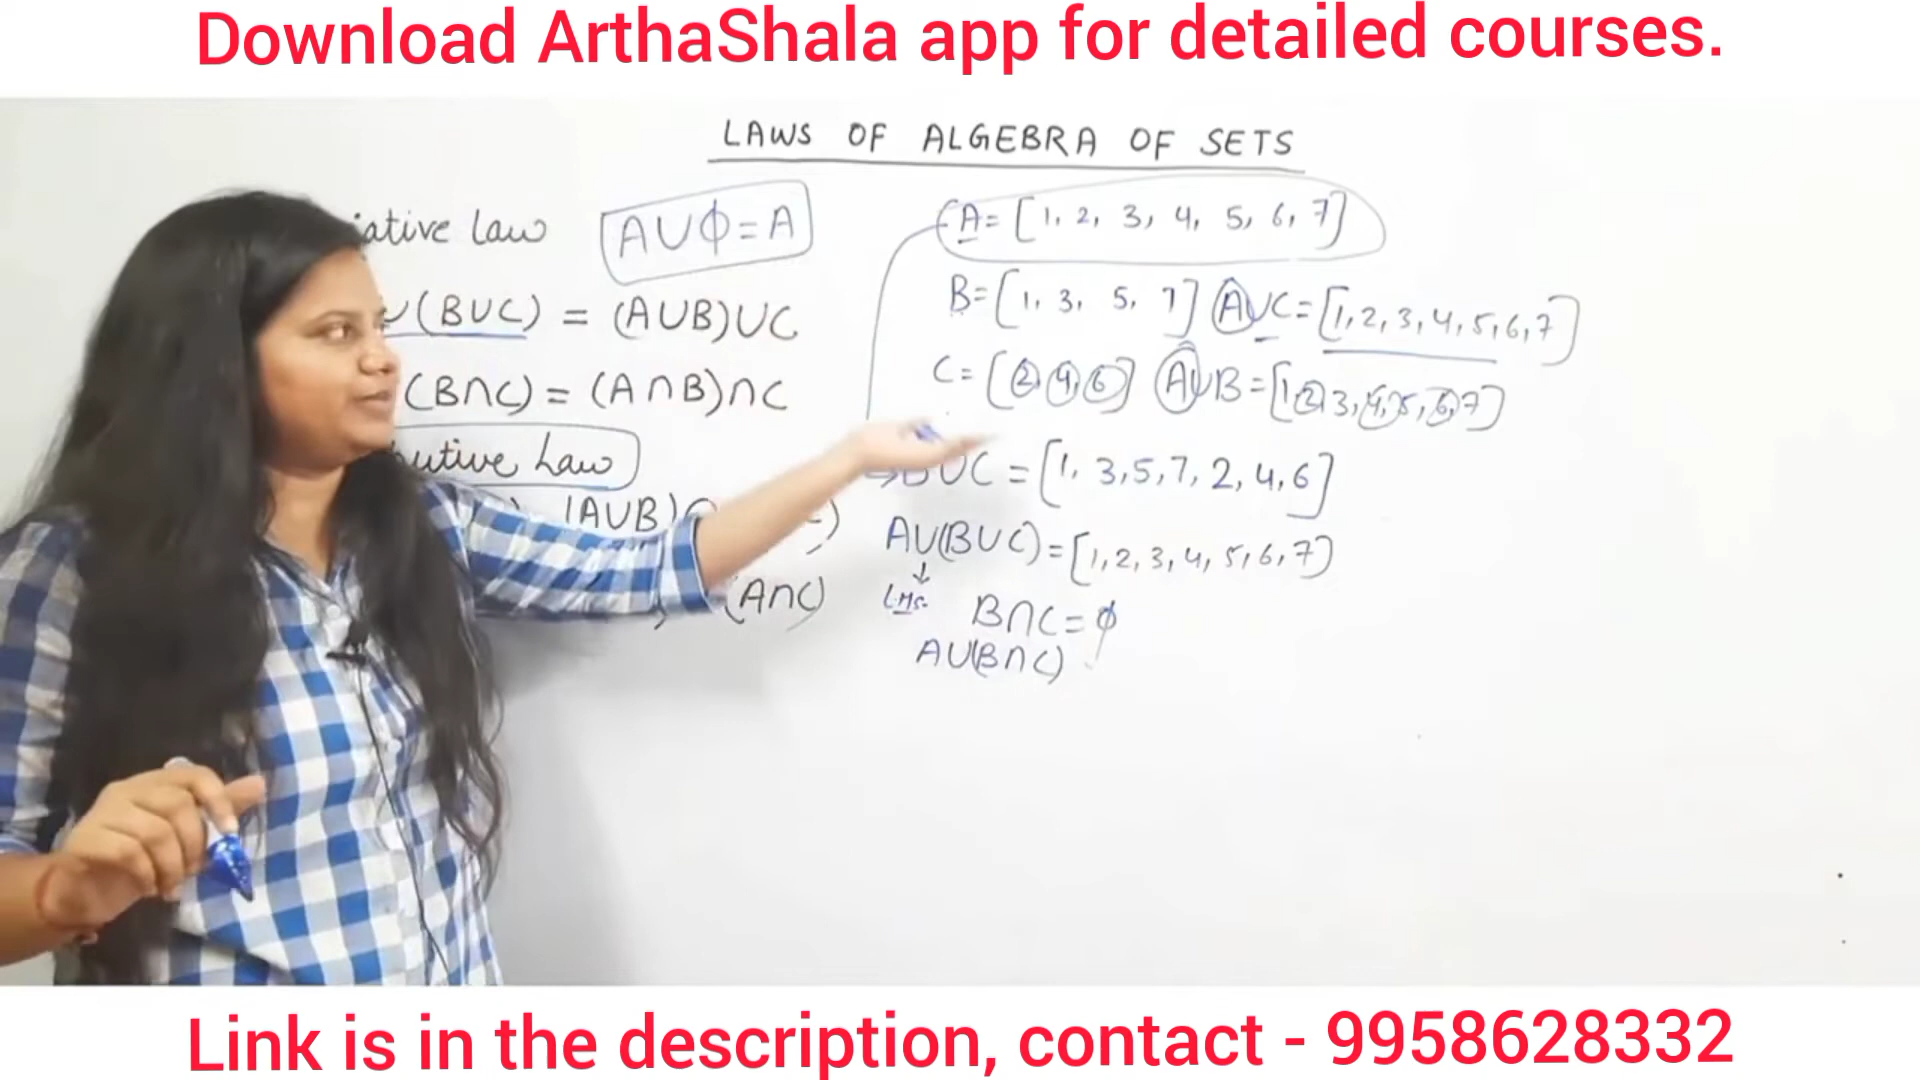 Download ArthaShala app for detailed courses.
LAWS OF ALGEBRA OF SETS
iative law
A∪ϕ=A
∪(B∪C) = (A∪B)∪C
(B∩C) = (A∩B)∩C
butive Law
(A∪B)
(A∩C)
A= [1, 2, 3, 4, 5, 6, 7]
B= [1, 3, 5, 7] A∪C= [1,2,3,4,5,6,7]
C= [2,4,6] A∪B= [1,2,3,4,5,6,7]
→B∪C = [1, 3,5,7,2,4,6]
A∪(B∪C)= [1,2,3,4,5,6,7]
↓
B∩C=ϕ
A∪(B∩C)
Link is in the description, contact - 9958628332